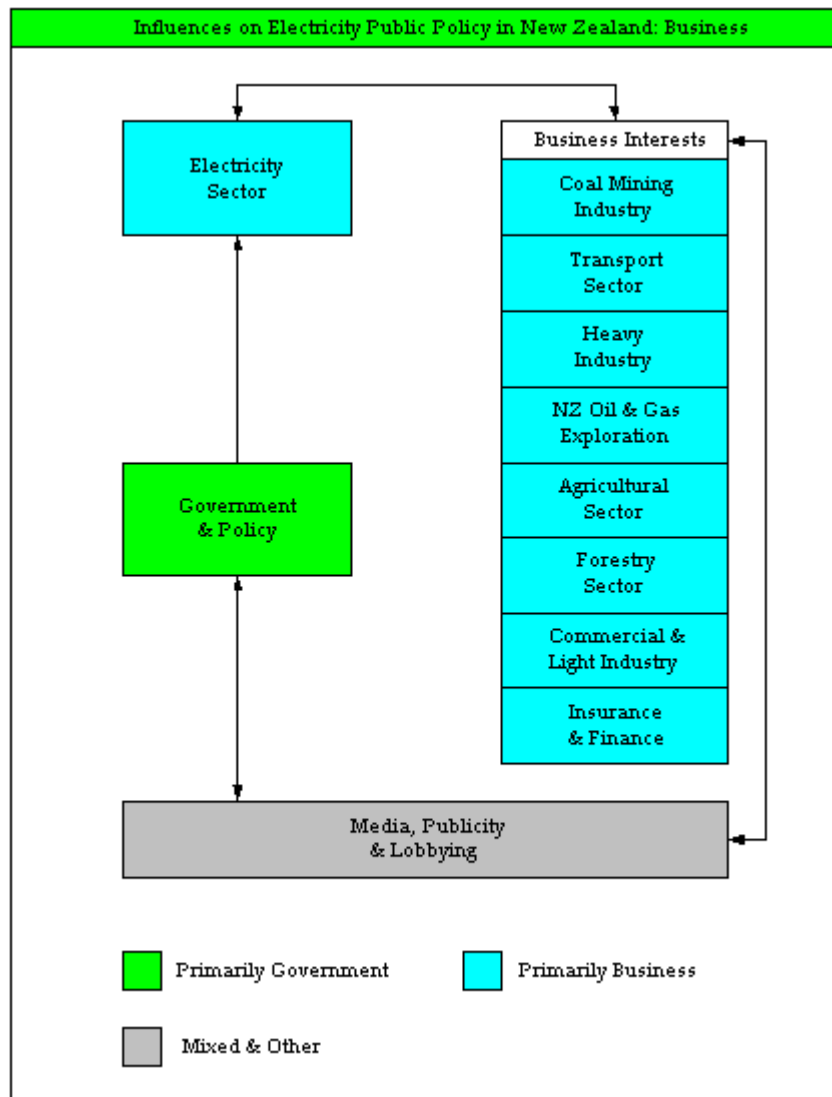 Influences on Electricity Public Policy in New Zealand: Business
Electricity
Sector
Business Interests
Coal Mining
Industry
Transport
Sector
Heavy
Industry
NZ Oil & Gas
Exploration
Agricultural
Sector
Forestry
Sector
Commercial &
Light Industry
Insurance
& Finance
Government
& Policy
Media, Publicity
& Lobbying
Primarily Government
Primarily Business
Mixed & Other